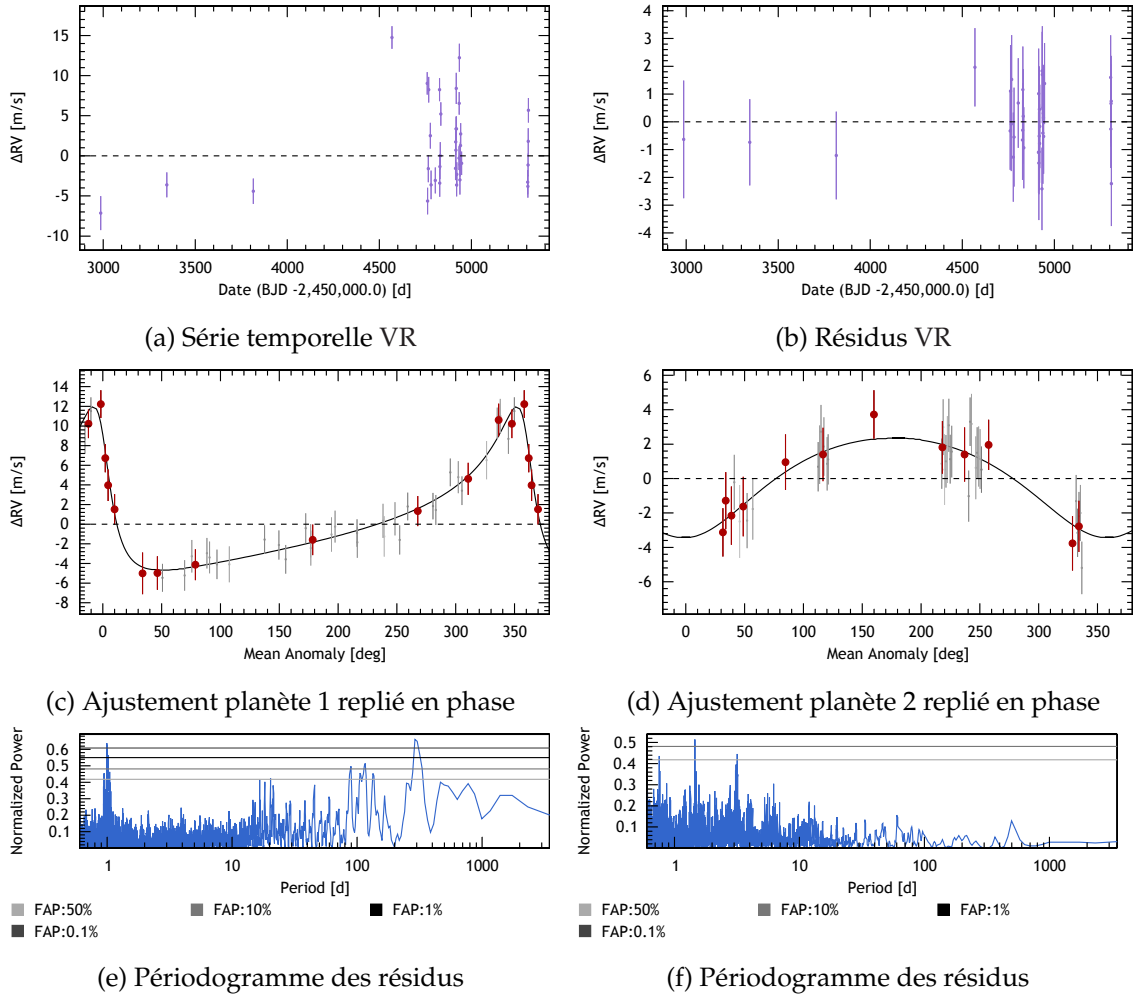 ΔRV [m/s]
15
10
5
0
-5
-10
3000 3500 4000 4500 5000
Date (BJD -2,450,000.0) [d]
(a) Série temporelle VR
ΔRV [m/s]
4
3
2
1
0
-1
-2
-3
-4
3000 3500 4000 4500 5000
Date (BJD -2,450,000.0) [d]
(b) Résidus VR
ΔRV [m/s]
14
12
10
8
6
4
2
0
-2
-4
-6
-8
0 50 100 150 200 250 300 350
Mean Anomaly [deg]
(c) Ajustement planète 1 replié en phase
ΔRV [m/s]
6
4
2
0
-2
-4
-6
0 50 100 150 200 250 300 350
Mean Anomaly [deg]
(d) Ajustement planète 2 replié en phase
Normalized Power
0.6
0.5
0.4
0.3
0.2
0.1
1 10 100 1000
Period [d]
FAP:50% FAP:10% FAP:1%
FAP:0.1%
(e) Périodogramme des résidus
Normalized Power
0.5
0.4
0.3
0.2
0.1
1 10 100 1000
Period [d]
FAP:50% FAP:10% FAP:1%
FAP:0.1%
(f) Périodogramme des résidus